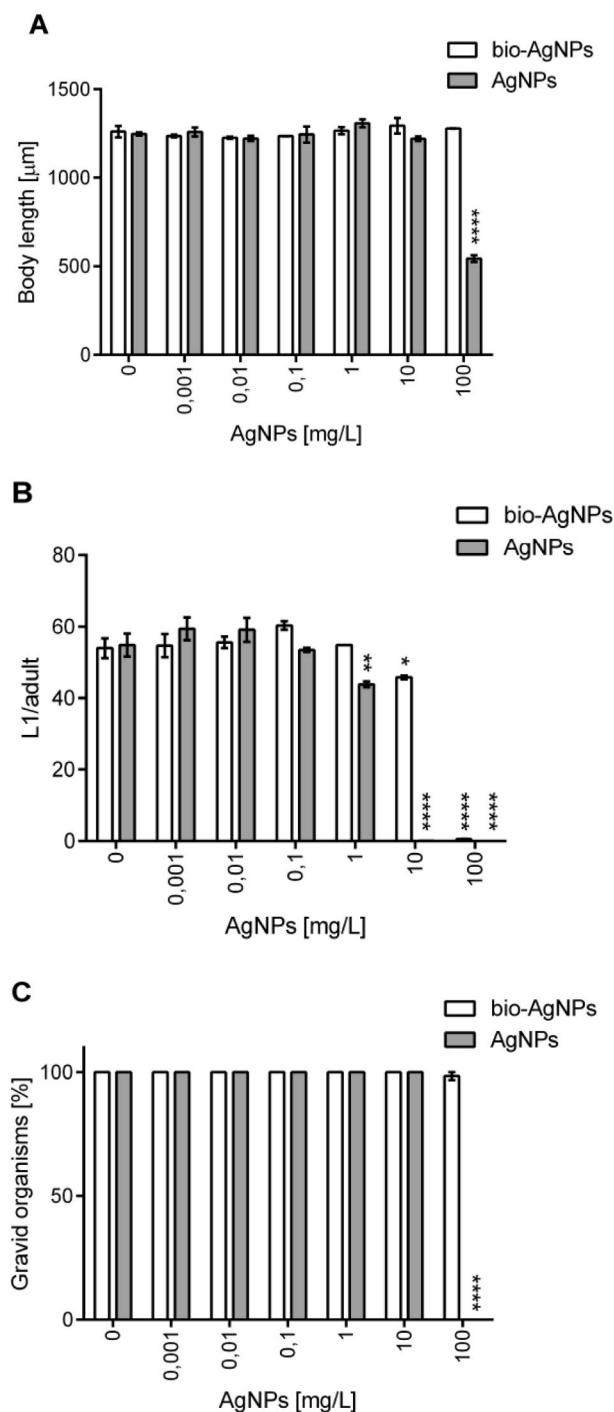 A
bio-AgNPs
AgNPs
Body length [µm]
1500
1000
500
0
****
0 0,001 0,01 0,1 1 10 100
AgNPs [mg/L]
B
bio-AgNPs
AgNPs
L1/adult
80
60
40
20
0
** * **** **** ****
0 0,001 0,01 0,1 1 10 100
AgNPs [mg/L]
C
bio-AgNPs
AgNPs
Gravid organisms [%]
100
50
0
****
0 0,001 0,01 0,1 1 10 100
AgNPs [mg/L]